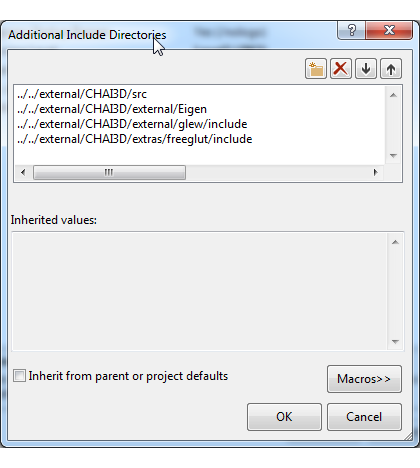 Additional Include Directories
../../external/CHAI3D/src
../../external/CHAI3D/external/Eigen
../../external/CHAI3D/external/glew/include
../../external/CHAI3D/extras/freeglut/include
Inherited values:
Inherit from parent or project defaults
Macros>>
OK
Cancel